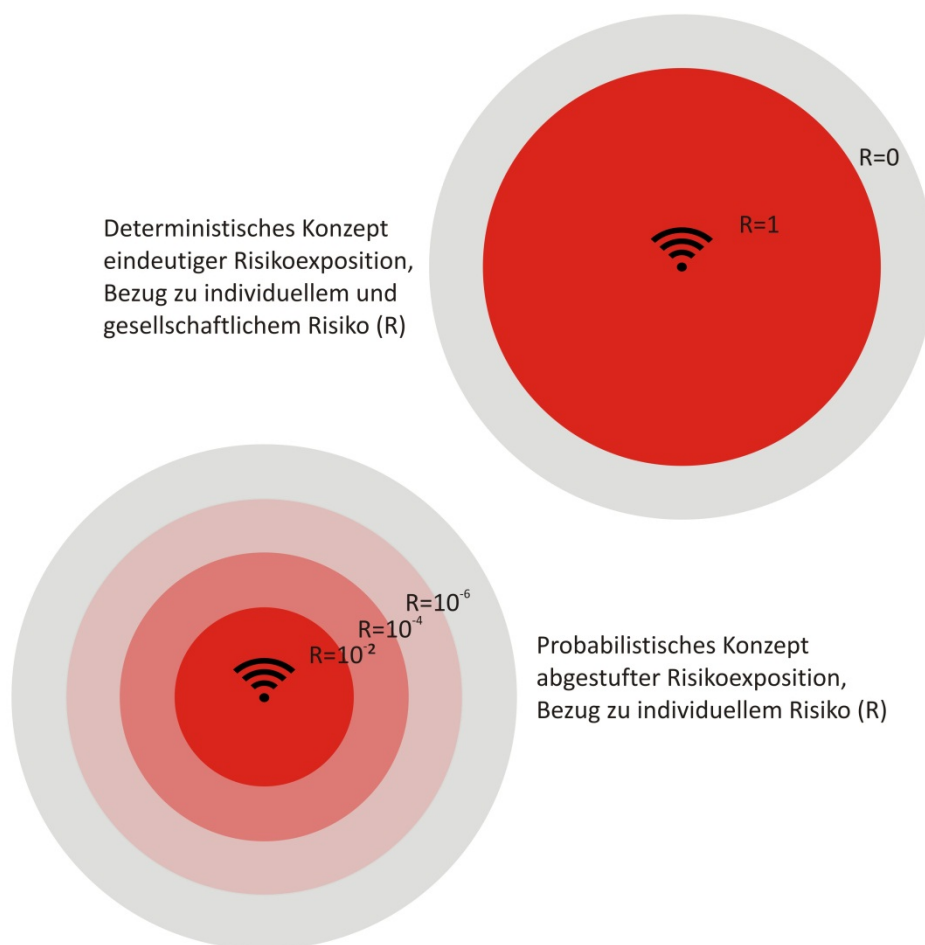 R=0
R=1
Deterministisches Konzept
eindeutiger Risikoexposition,
Bezug zu individuellem und
gesellschaftlichem Risiko (R)
R=10⁻⁶
R=10⁻⁴
R=10⁻²
Probabilistisches Konzept
abgestufter Risikoexposition,
Bezug zu individuellem Risiko (R)